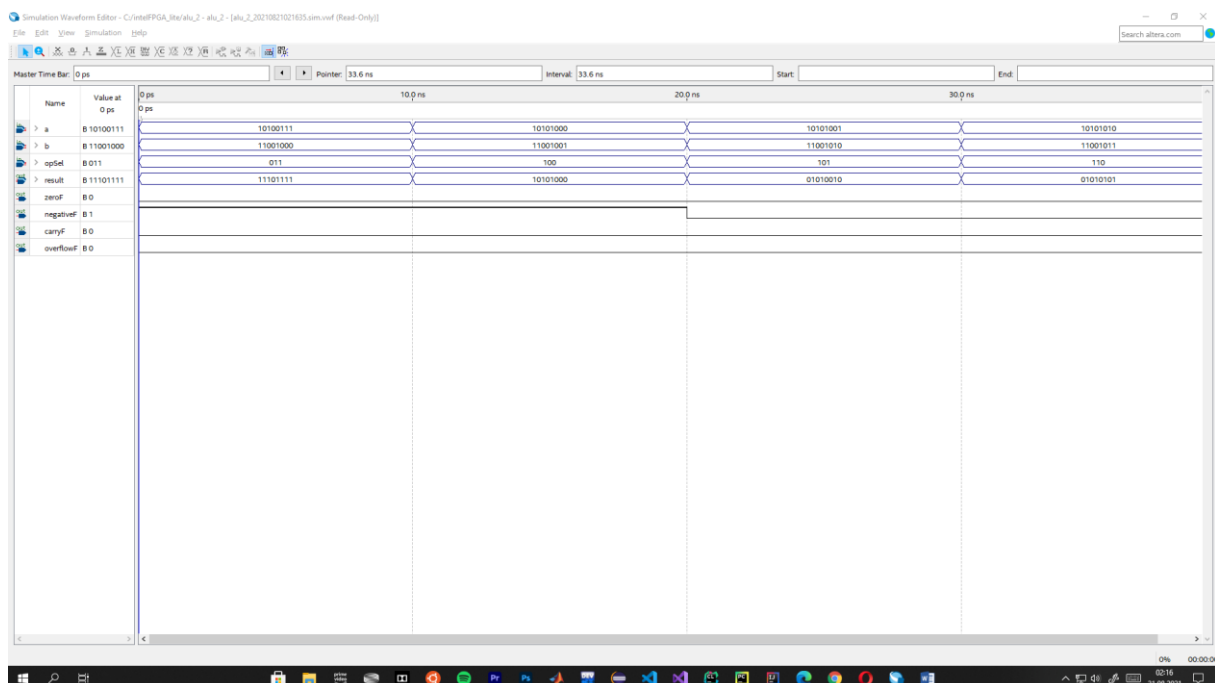 Simulation Waveform Editor - C:/intelFPGA_lite/alu_2 - alu_2 - [alu_2_20210821021635.sim.vwf (Read-Only)]
File Edit View Simulation Help
Search altera.com
Master Time Bar: 0 ps Pointer: 33.6 ns Interval: 33.6 ns Start: End:
Name Value at 0 ps
0 ps 10.0 ns 20.0 ns 30.0 ns
0 ps
a B 10100111 10100111 10101000 10101001 10101010
b B 11001000 11001000 11001001 11001010 11001011
opSel B 011 011 100 101 110
result B 11101111 11101111 10101000 01010010 01010101
zeroF B 0
negativeF B 1
carryF B 0
overflowF B 0
0% 00:00:0
02:16